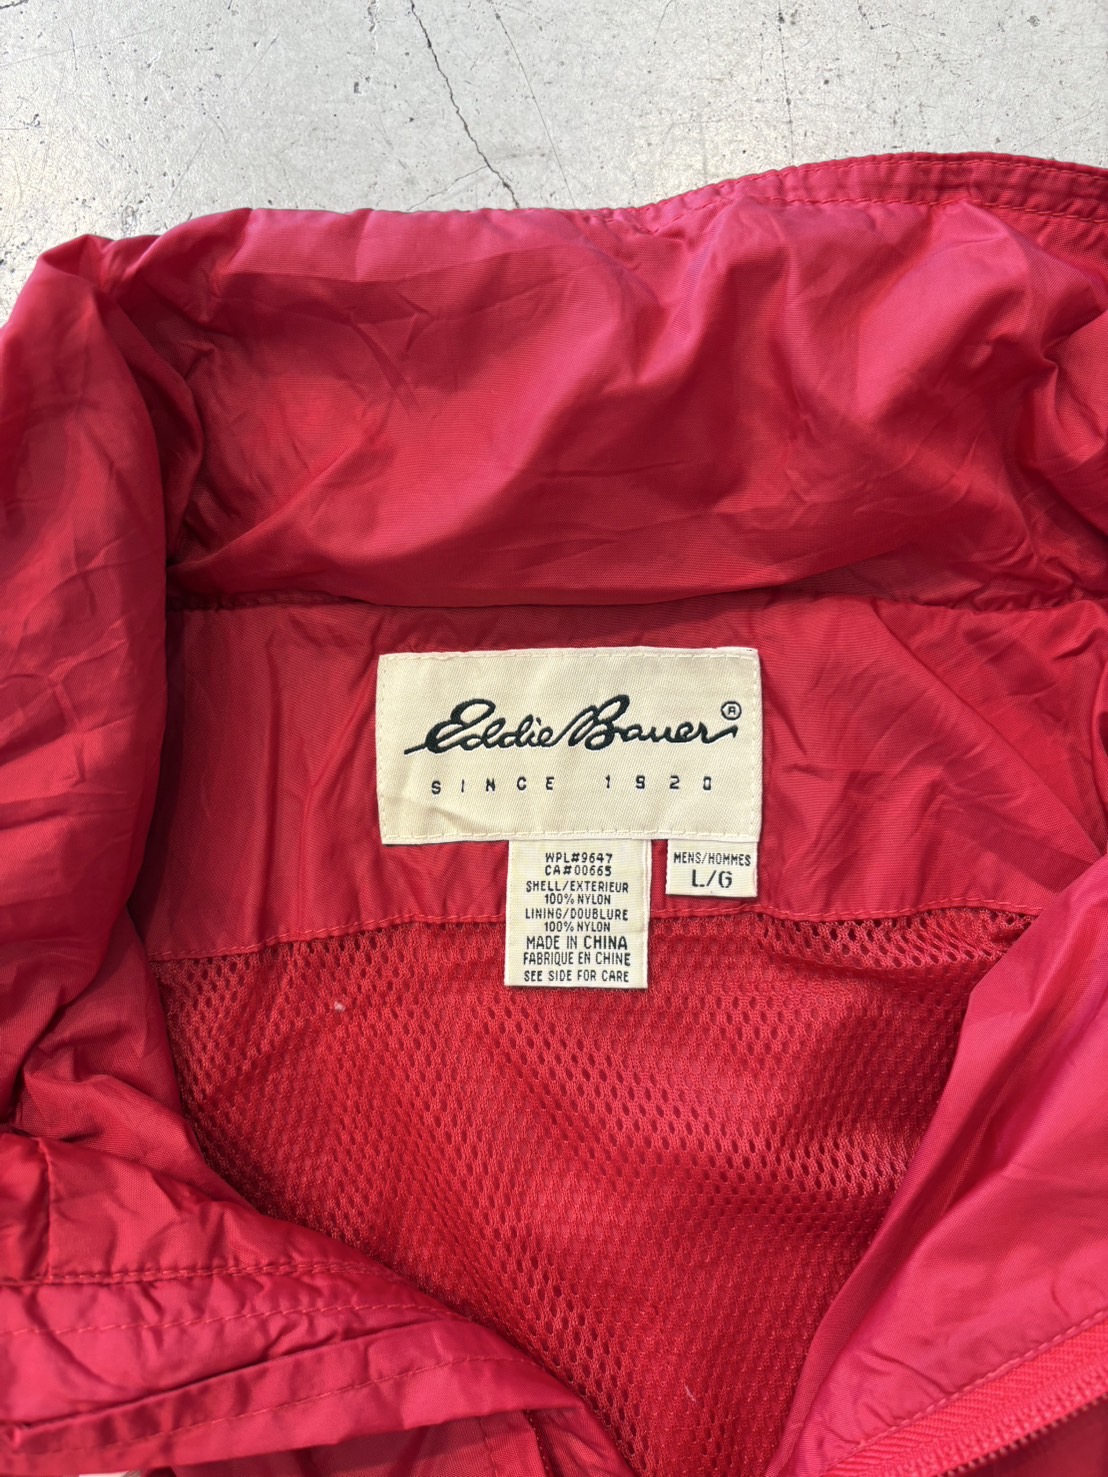 Eddie Bauer®
SINCE 1920
WPL#9647
CA#00665
SHELL/EXTERIEUR
100% NYLON
LINING/DOUBLURE
100% NYLON
MADE IN CHINA
FABRIQUE EN CHINE
SEE SIDE FOR CARE
MENS/HOMMES
L/G